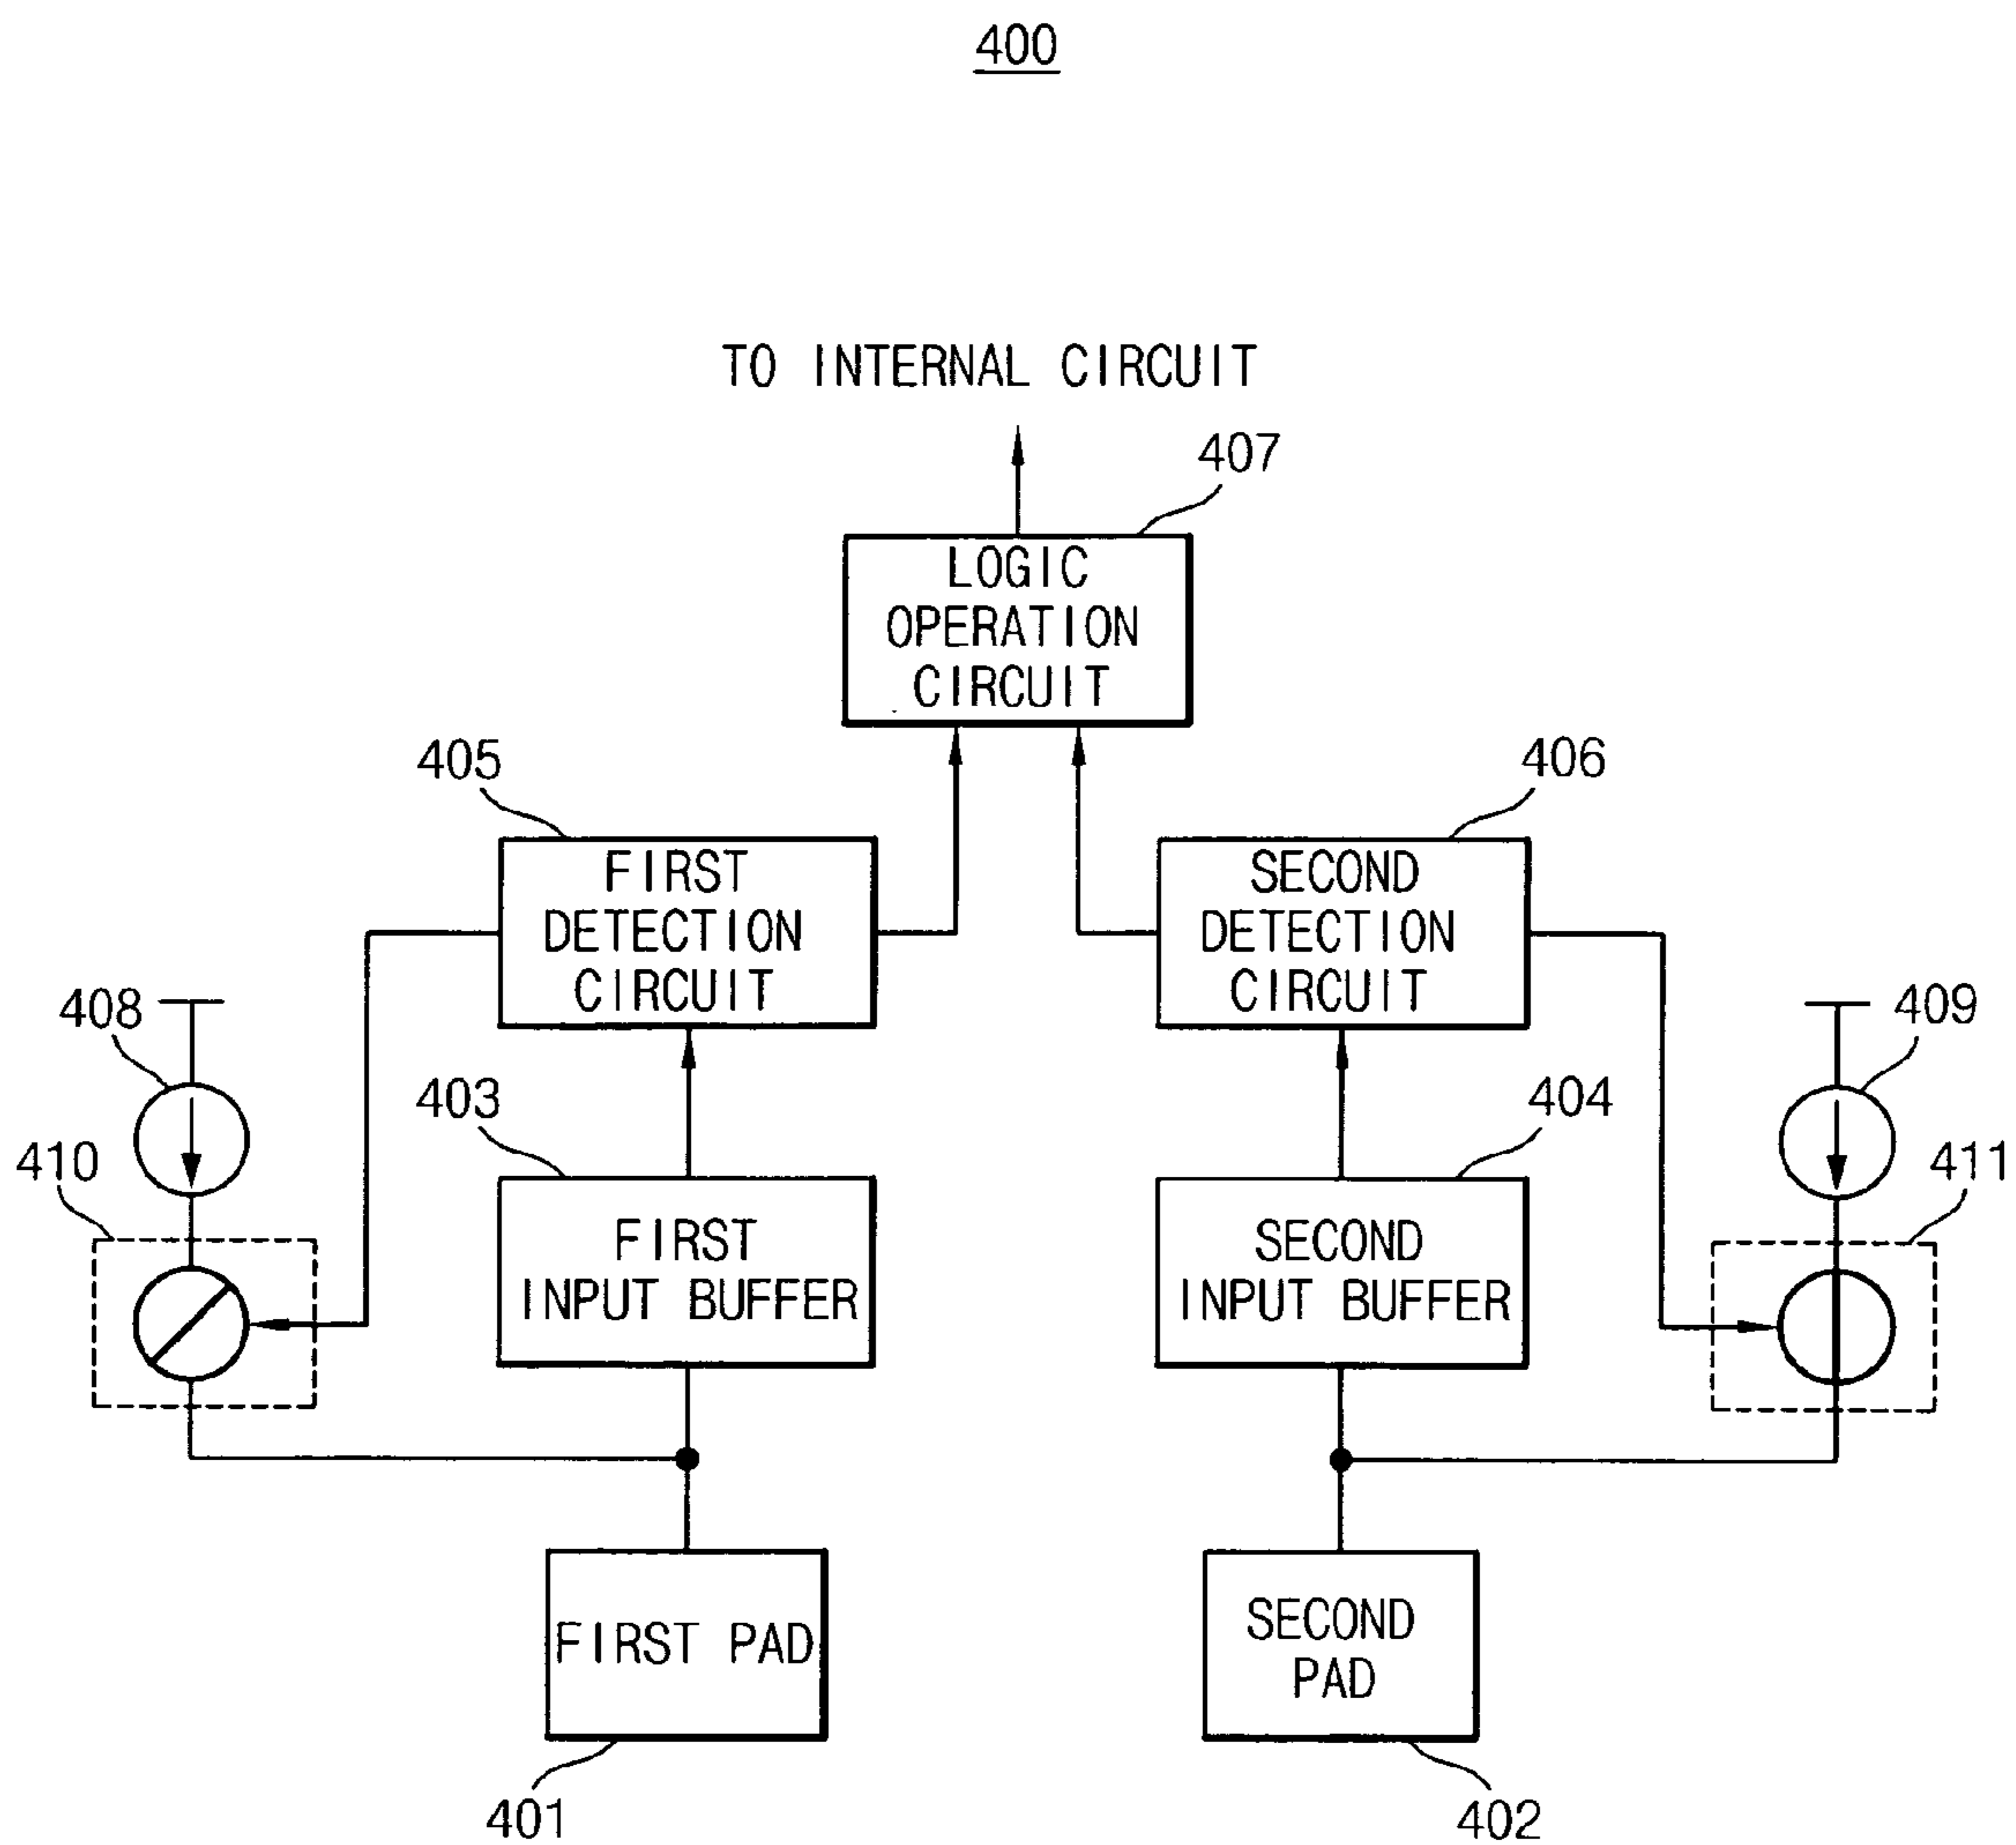 400
TO INTERNAL CIRCUIT
407
LOGIC
OPERATION
CIRCUIT
405
406
FIRST
DETECTION
CIRCUIT
SECOND
DETECTION
CIRCUIT
408
409
403
404
410
411
FIRST
INPUT BUFFER
SECOND
INPUT BUFFER
FIRST PAD
SECOND
PAD
401
402